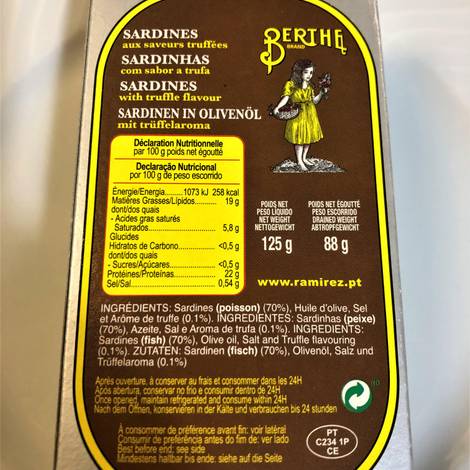 SARDINES
aux saveurs truffées
SARDINHAS
com sabor a trufa
SARDINES
with truffle flavour
SARDINEN IN OLIVENÖL
mit trüffelaroma
BERTHE
BRAND
Déclaration Nutritionnelle
par 100 g poids net égoutté
Declaração Nutricional
por 100 g de peso escorrido
Énergie/Energia........1073 kJ 258 kcal
Matières Grasses/Lípidos........ 19 g
dont/dos quais
- Acides gras saturés
Saturados........ 5,8 g
Glucides
Hidratos de Carbono........ <0,5 g
dont/dos quais
- Sucres/Açúcares........ <0,5 g
Protéines/Proteínas........ 22 g
Sel/Sal........ 0,54 g
POIDS NET
PESO LÍQUIDO
NET WEIGHT
NETTOGEWICHT
125 g
POIDS NET ÉGOUTTÉ
PESO ESCORRIDO
DRAINED WEIGHT
ABTROPFGEWICHT
88 g
www.ramirez.pt
INGRÉDIENTS: Sardines (poisson) (70%), Huile d'olive, Sel
et Arôme de truffe (0.1%). INGREDIENTES: Sardinhas (peixe)
(70%), Azeite, Sal e Aroma de trufa (0.1%). INGREDIENTS:
Sardines (fish) (70%), Olive oil, Salt and Truffle flavouring
(0.1%). ZUTATEN: Sardinen (fisch) (70%), Olivenöl, Salz und
Trüffelaroma (0.1%)
Après ouverture, à conserver au frais et consommer dans les 24H
Após abertura, conservar no frio e consumir dentro de 24H
Once opened, maintain refrigerated and consume within 24H
Nach dem Öffnen, konservieren in der Kälte und verbrauchen bis 24 stunden
À consommer de préférence avant fin: voir latéral
Consumir de preferência antes do fim de: ver lado
Best before end: see side
Mindestens haltbar bis ende: siehe auf die Seite
PT
C234 1P
CE